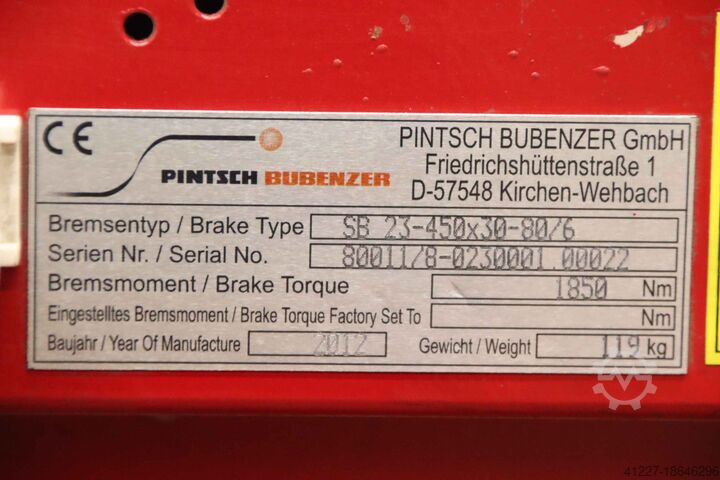 CE
PINTSCH BUBENZER
PINTSCH BUBENZER GmbH
Friedrichshüttenstraße 1
D-57548 Kirchen-Wehbach
Bremsentyp / Brake Type SB 23-450x30-80/6
Serien Nr. / Serial No. 80011/8-0230001.00022
Bremsmoment / Brake Torque 1850 Nm
Eingestelltes Bremsmoment / Brake Torque Factory Set To Nm
Baujahr / Year Of Manufacture 2012 Gewicht / Weight 119 kg
41227-18646296